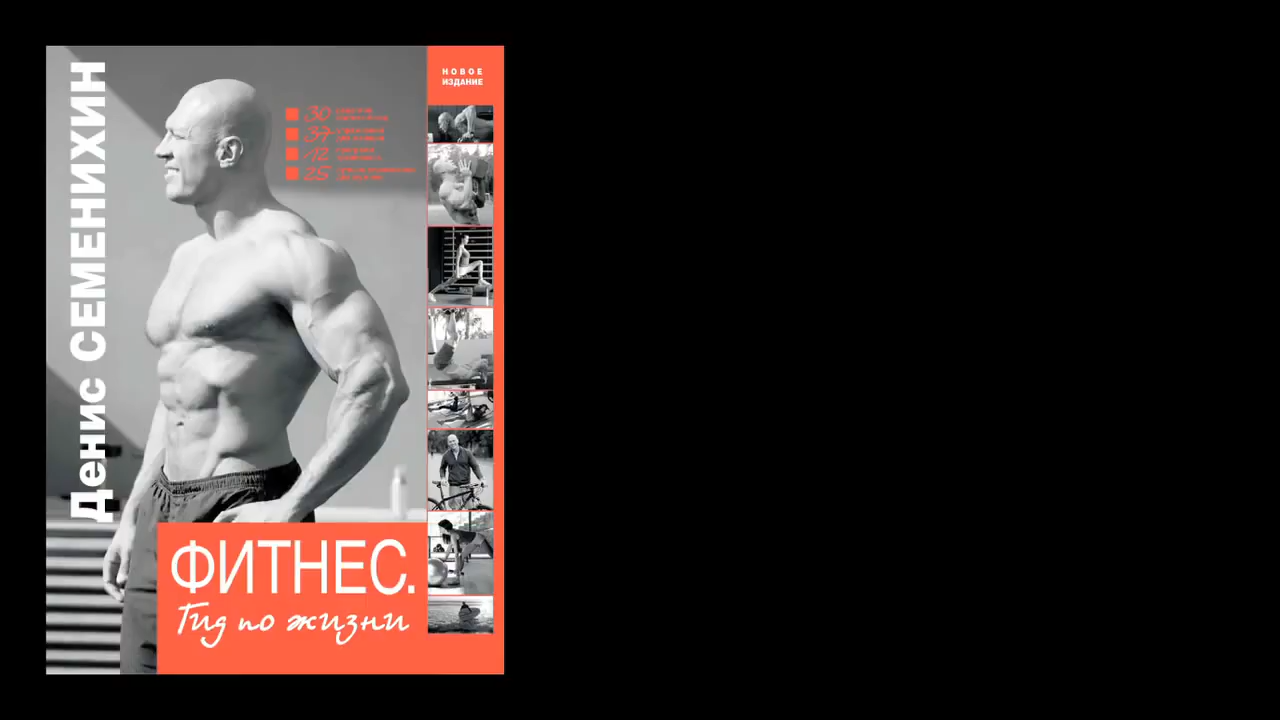 Денис СЕМЕНИХИН
НОВОЕ
ИЗДАНИЕ
30
37
12
25
ФИТНЕС.
Гид по жизни